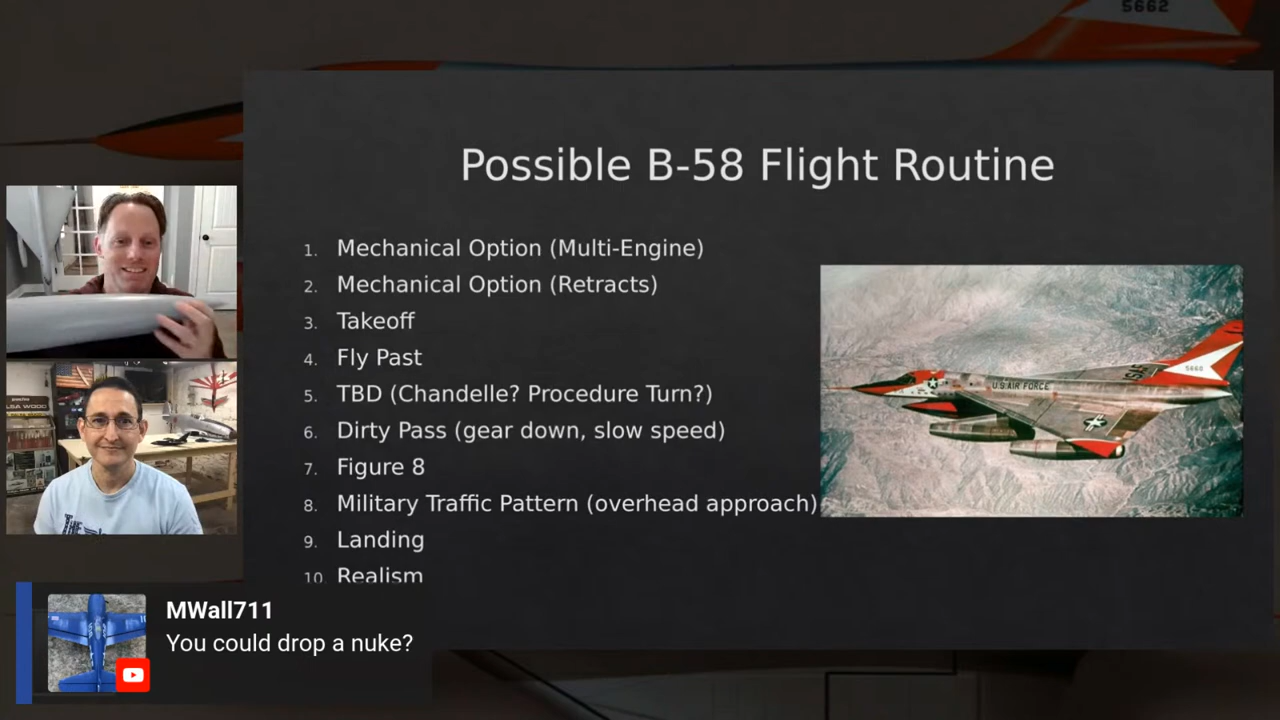 5662
Possible B-58 Flight Routine
1. Mechanical Option (Multi-Engine)
2. Mechanical Option (Retracts)
3. Takeoff
4. Fly Past
5. TBD (Chandelle? Procedure Turn?)
6. Dirty Pass (gear down, slow speed)
7. Figure 8
8. Military Traffic Pattern (overhead approach)
9. Landing
10. Realism
U.S. AIR FORCE
5660
THE
MWall711
You could drop a nuke?